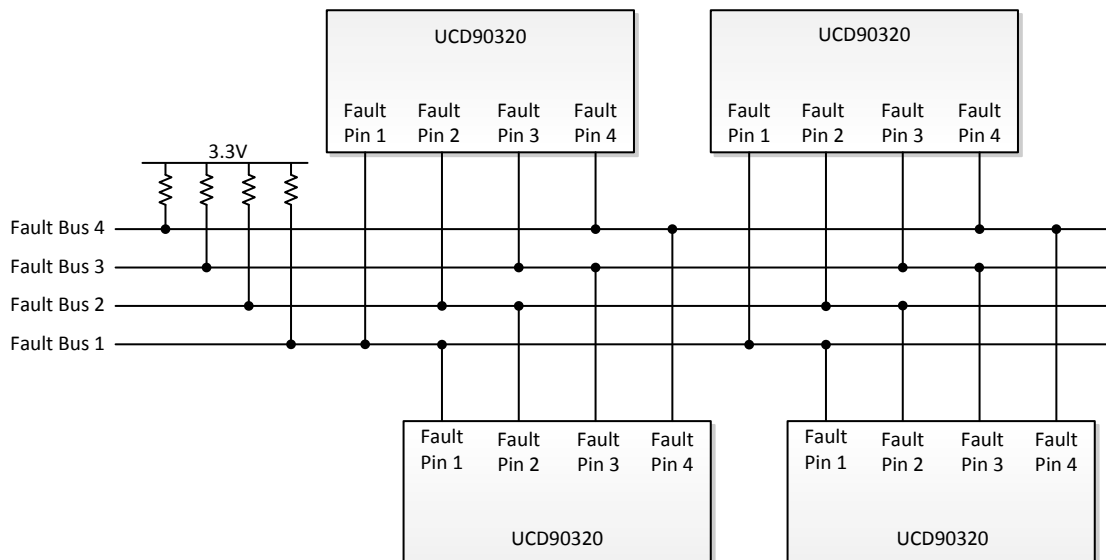 UCD90320
UCD90320
Fault Fault Fault Fault
Pin 1 Pin 2 Pin 3 Pin 4
Fault Fault Fault Fault
Pin 1 Pin 2 Pin 3 Pin 4
3.3V
Fault Bus 4
Fault Bus 3
Fault Bus 2
Fault Bus 1
Fault Fault Fault Fault
Pin 1 Pin 2 Pin 3 Pin 4
Fault Fault Fault Fault
Pin 1 Pin 2 Pin 3 Pin 4
UCD90320
UCD90320